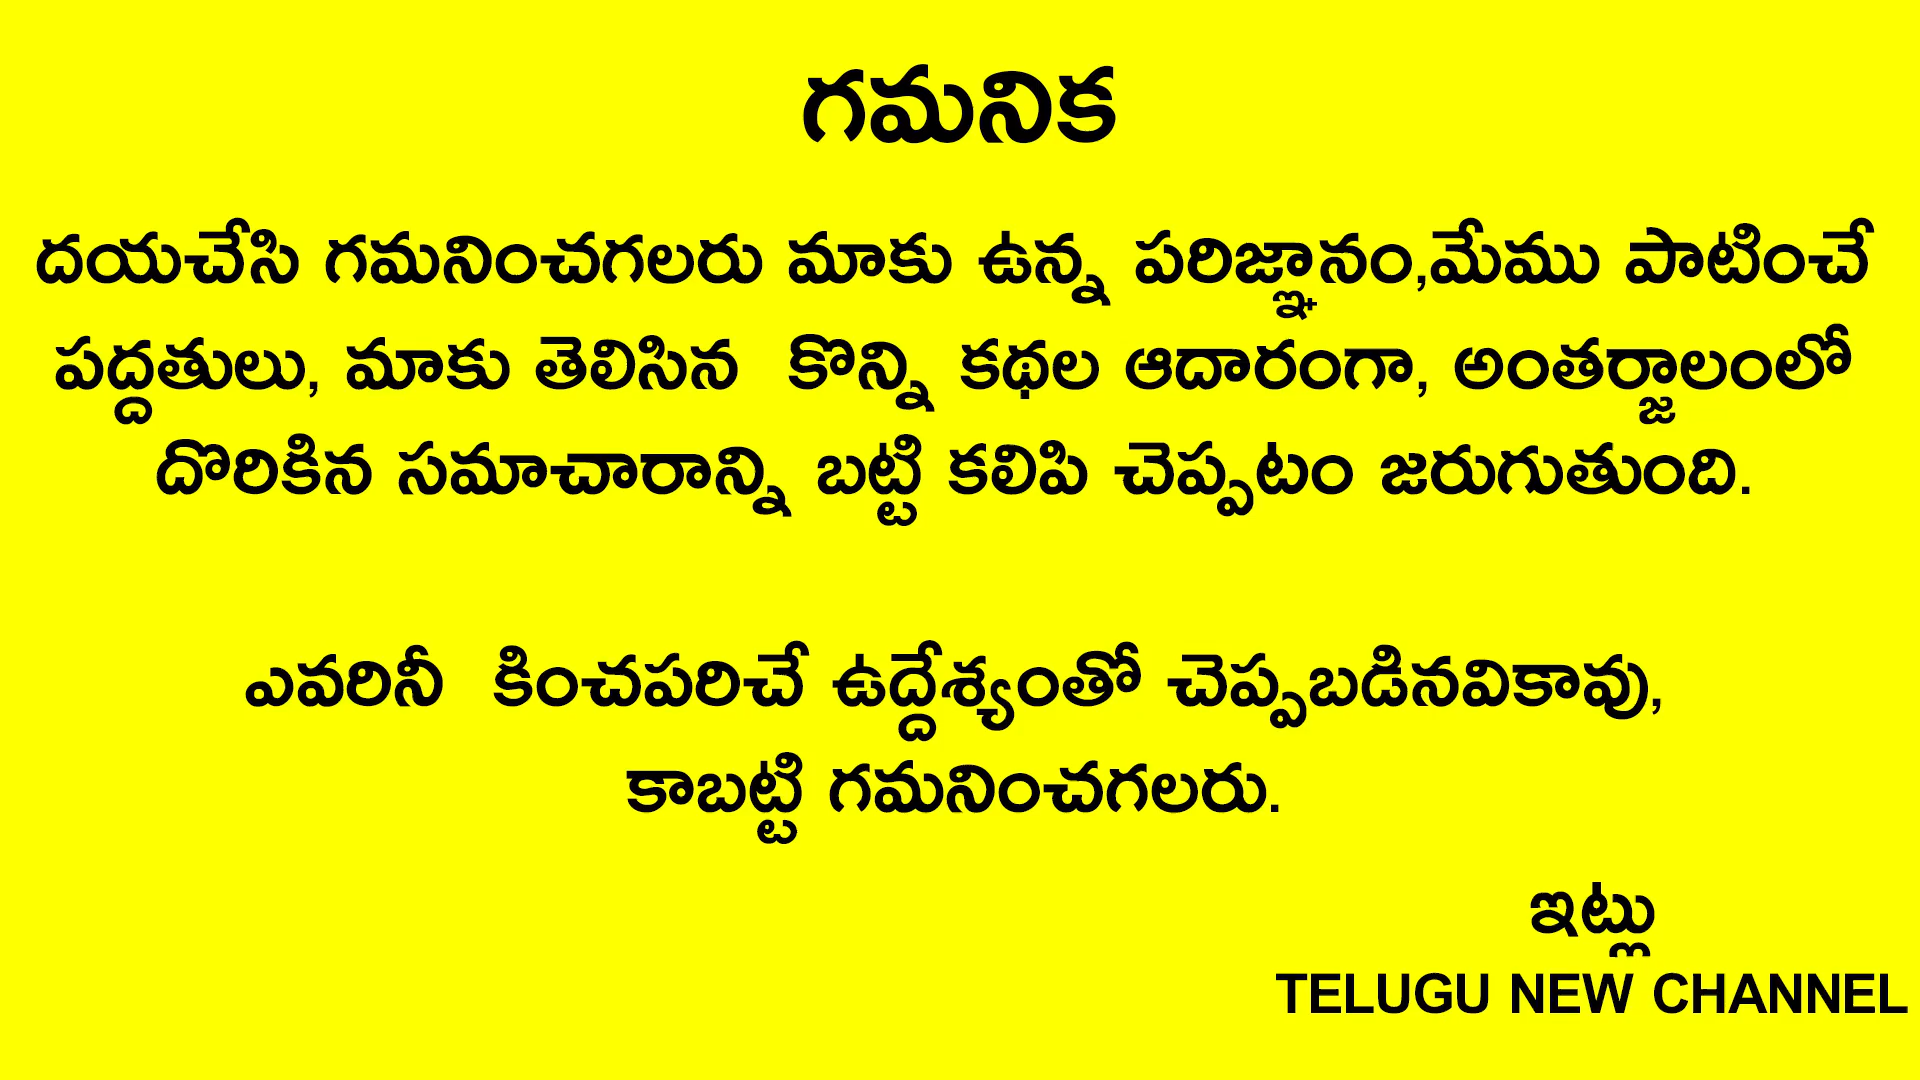 గమనిక
దయచేసి గమనించగలరు మాకు ఉన్న పరిజ్ఞానం,మేము పాటించే
పద్దతులు, మాకు తెలిసిన కొన్ని కథల ఆదారంగా, అంతర్జాలంలో
దొరికిన సమాచారాన్ని బట్టి కలిపి చెప్పటం జరుగుతుంది.
ఎవరినీ కించపరిచే ఉద్దేశ్యంతో చెప్పబడినవికావు,
కాబట్టి గమనించగలరు.
ఇట్లు
TELUGU NEW CHANNEL